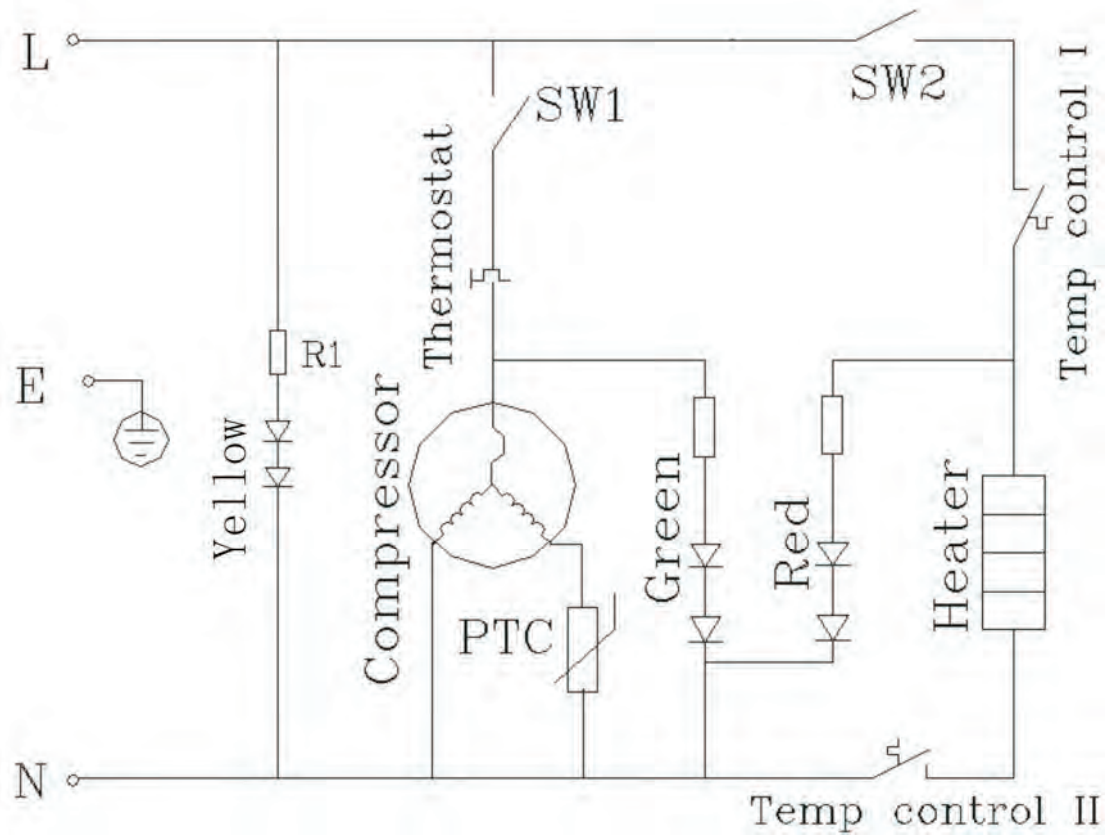 L
SW1
SW2
Temp control I
Thermostat
R1
E
Yellow
Compressor
PTC
Green
Red
Heater
N
Temp control II